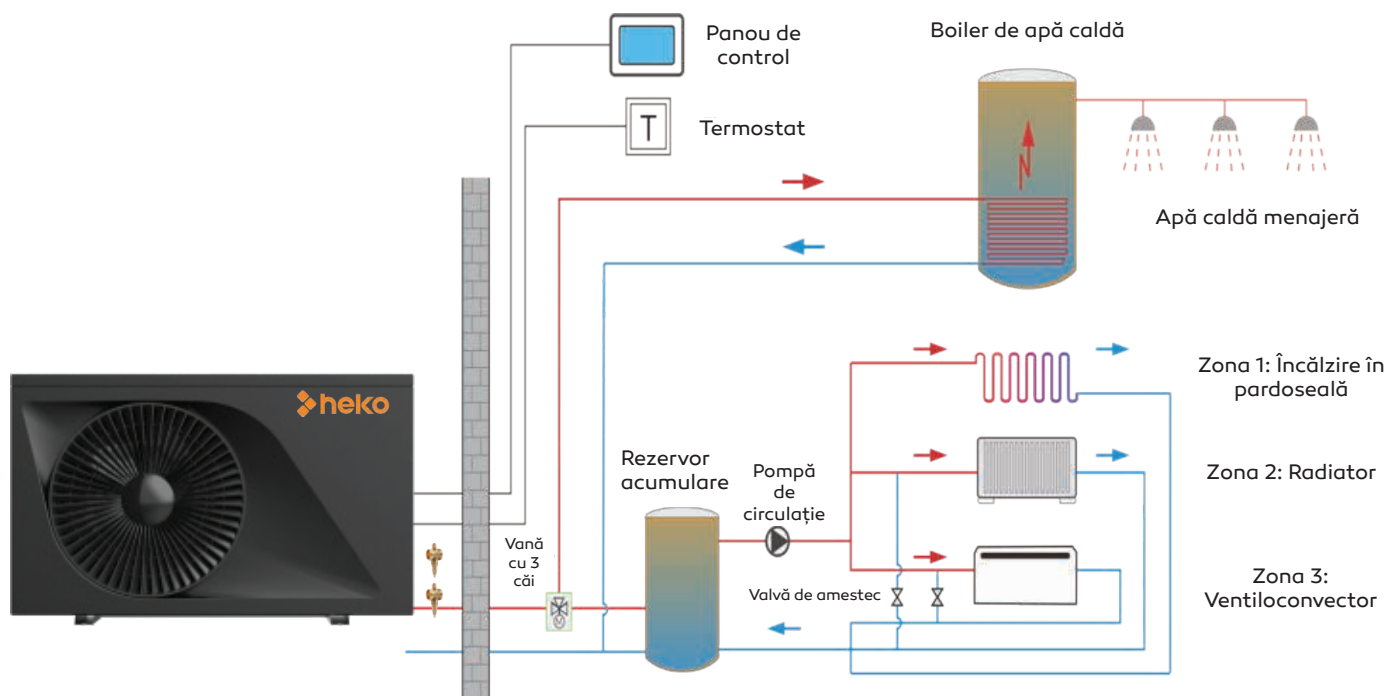 Panou de
control
Boiler de apă caldă
T
Termostat
Apă caldă menajeră
heko
Zona 1: Încălzire în
pardoseală
Rezervor
acumulare
Pompă
de
circulație
Zona 2: Radiator
Vană
cu 3
căi
M
Valvă de amestec
Zona 3:
Ventiloconvector